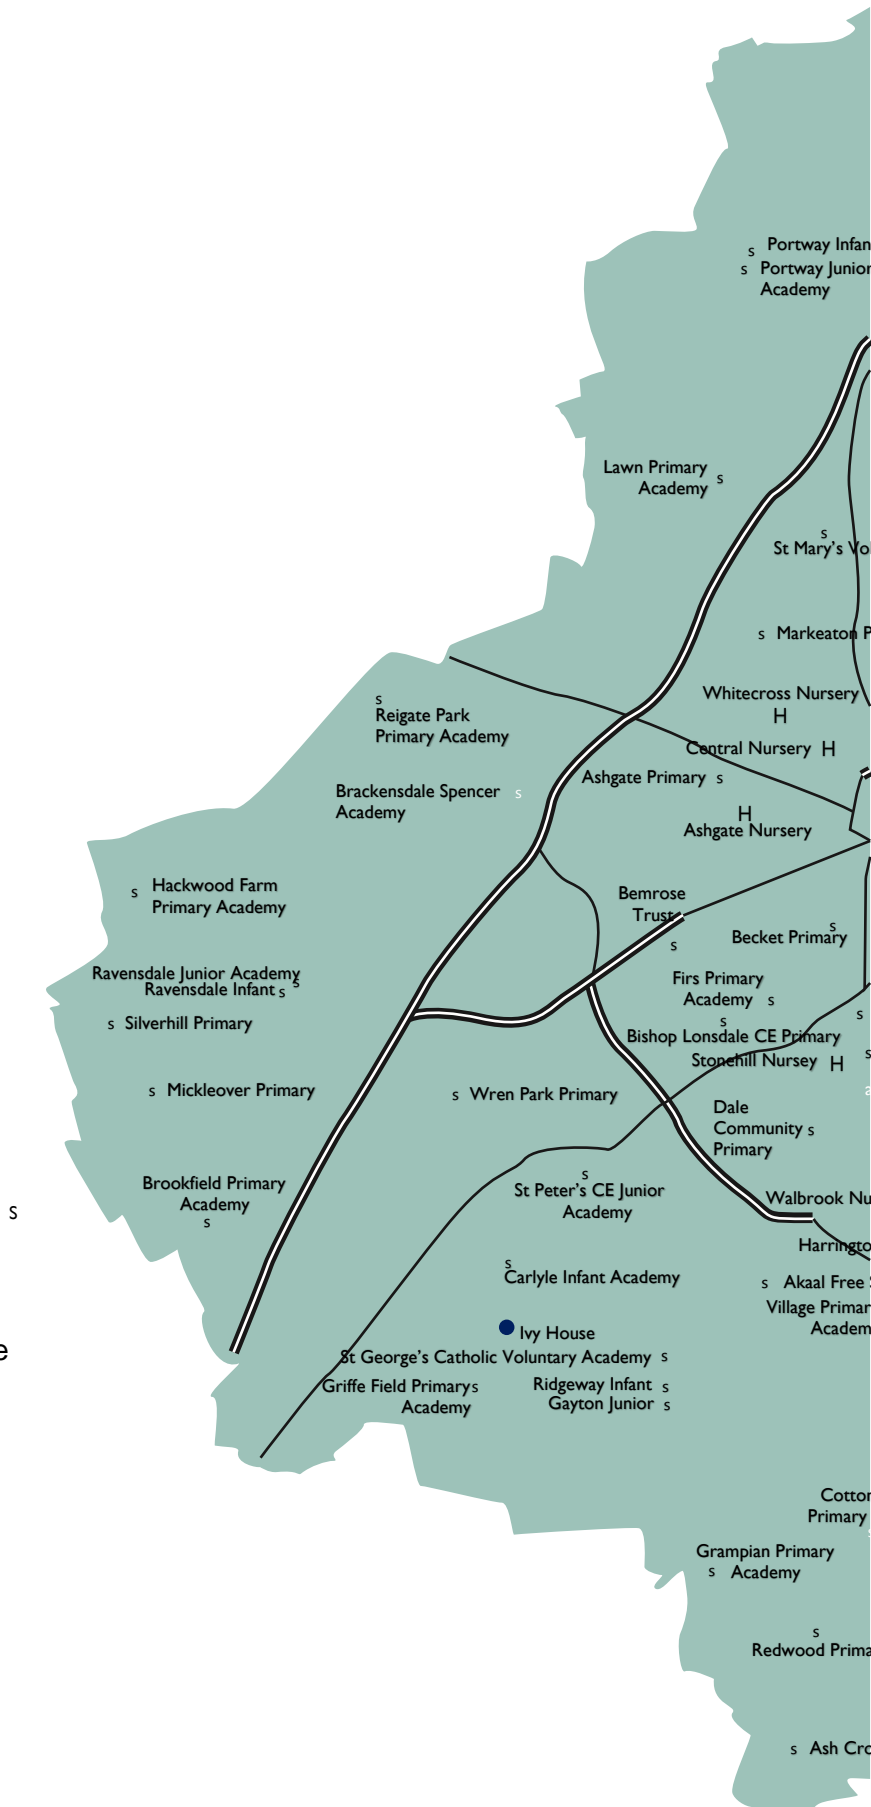 s Portway Infan
s Portway Junior
Academy
Lawn Primary
Academy s
s
St Mary's Vol
s Markeaton P
Whitecross Nursery
H
s
Reigate Park
Primary Academy
Central Nursery H
Ashgate Primary s
Brackensdale Spencer s
Academy
H
Ashgate Nursery
s Hackwood Farm
Primary Academy
Bemrose
Trust
s
s
Becket Primary
Ravensdale Junior Academy
s
Ravensdale Infant s
Firs Primary
Academy s
s Silverhill Primary
s
s
Bishop Lonsdale CE Primary
s
Stonehill Nursey H
s Mickleover Primary
s Wren Park Primary
a
Dale
Community s
Primary
Brookfield Primary
Academy
s
s
s
St Peter's CE Junior
Academy
Walbrook Nu
Harringto
s
Carlyle Infant Academy
s Akaal Free S
Village Primar
Academ
Ivy House
e
St George's Catholic Voluntary Academy s
Griffe Field Primary s
Academy
Ridgeway Infant s
Gayton Junior s
Cotton
Primary
s
Grampian Primary
s Academy
s
Redwood Prima
s Ash Cro